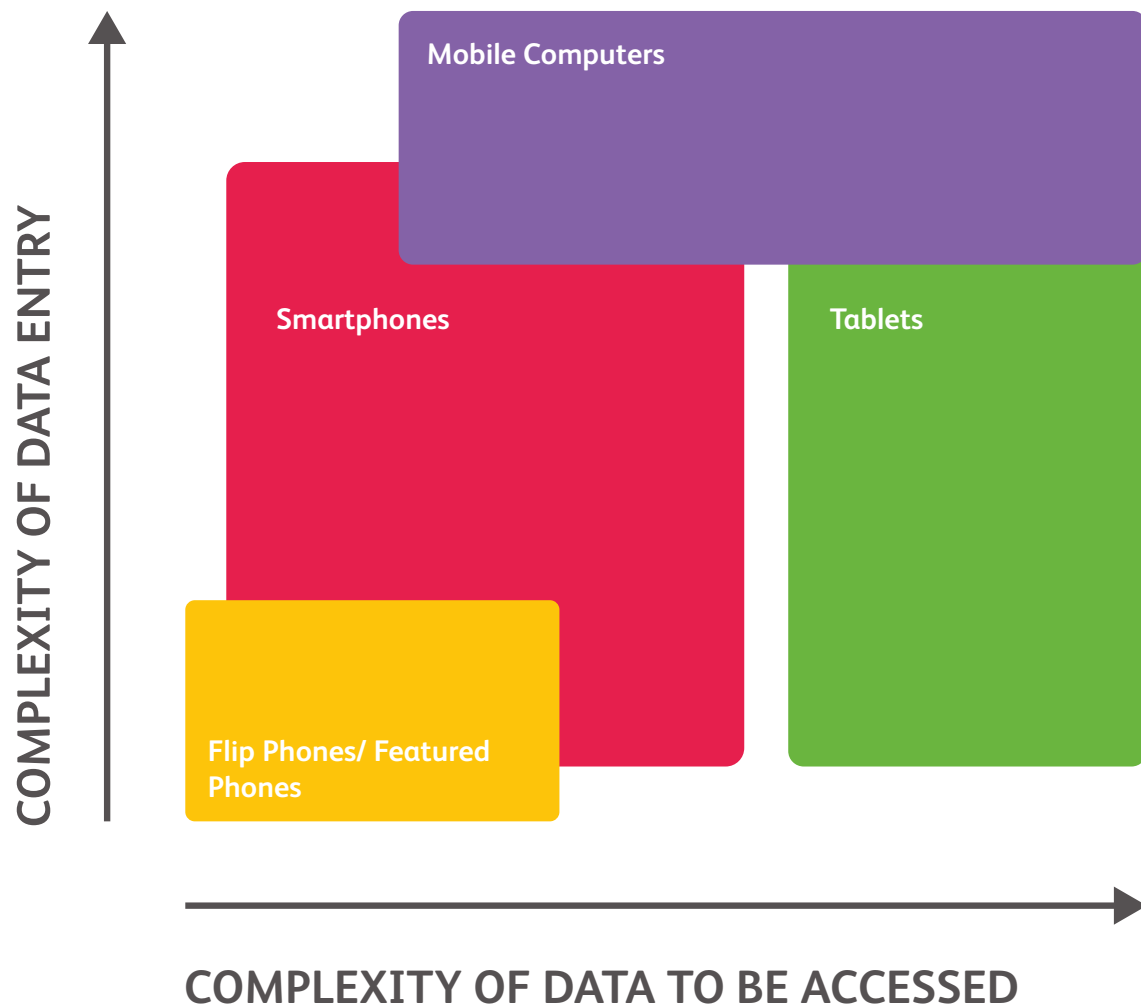 Mobile Computers
COMPLEXITY OF DATA ENTRY
Smartphones
Tablets
Flip Phones/ Featured
Phones
COMPLEXITY OF DATA TO BE ACCESSED